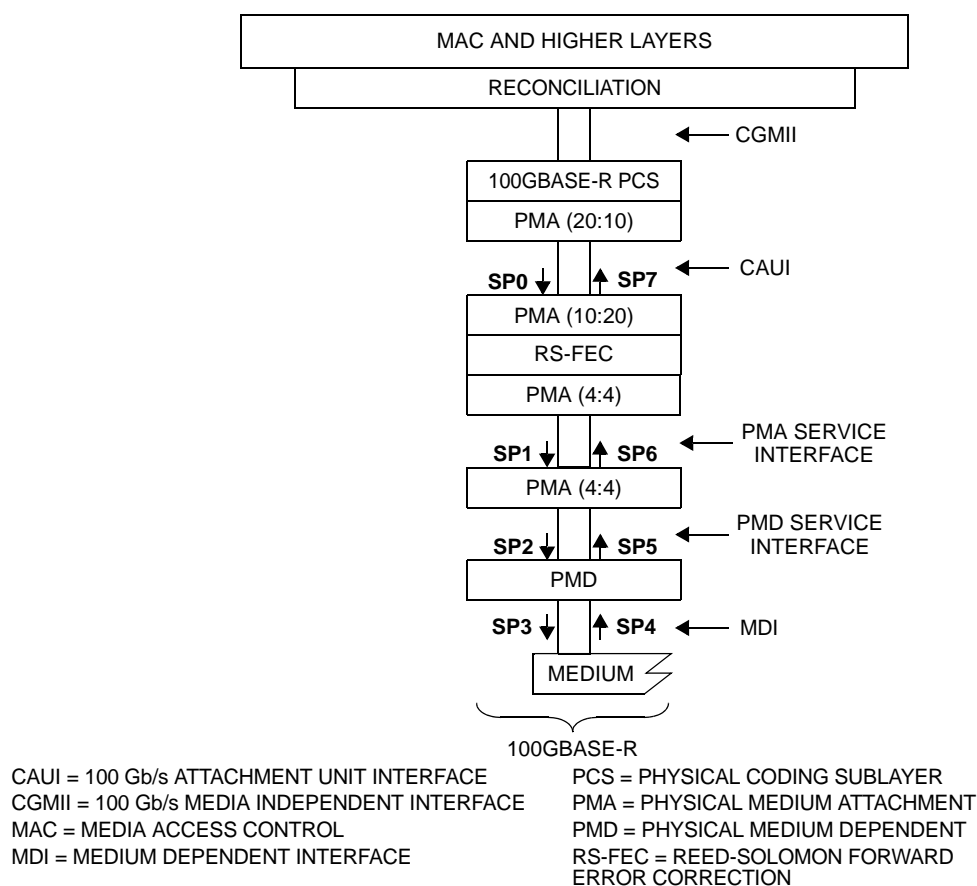 MAC AND HIGHER LAYERS
RECONCILIATION
CGMII
100GBASE-R PCS
PMA (20:10)
CAUI
SP0 SP7
PMA (10:20)
RS-FEC
PMA (4:4)
PMA SERVICE
INTERFACE
SP1 SP6
PMA (4:4)
PMD SERVICE
INTERFACE
SP2 SP5
PMD
SP3 SP4 MDI
MEDIUM
100GBASE-R
CAUI = 100 Gb/s ATTACHMENT UNIT INTERFACE
CGMII = 100 Gb/s MEDIA INDEPENDENT INTERFACE
MAC = MEDIA ACCESS CONTROL
MDI = MEDIUM DEPENDENT INTERFACE
PCS = PHYSICAL CODING SUBLAYER
PMA = PHYSICAL MEDIUM ATTACHMENT
PMD = PHYSICAL MEDIUM DEPENDENT
RS-FEC = REED-SOLOMON FORWARD
ERROR CORRECTION